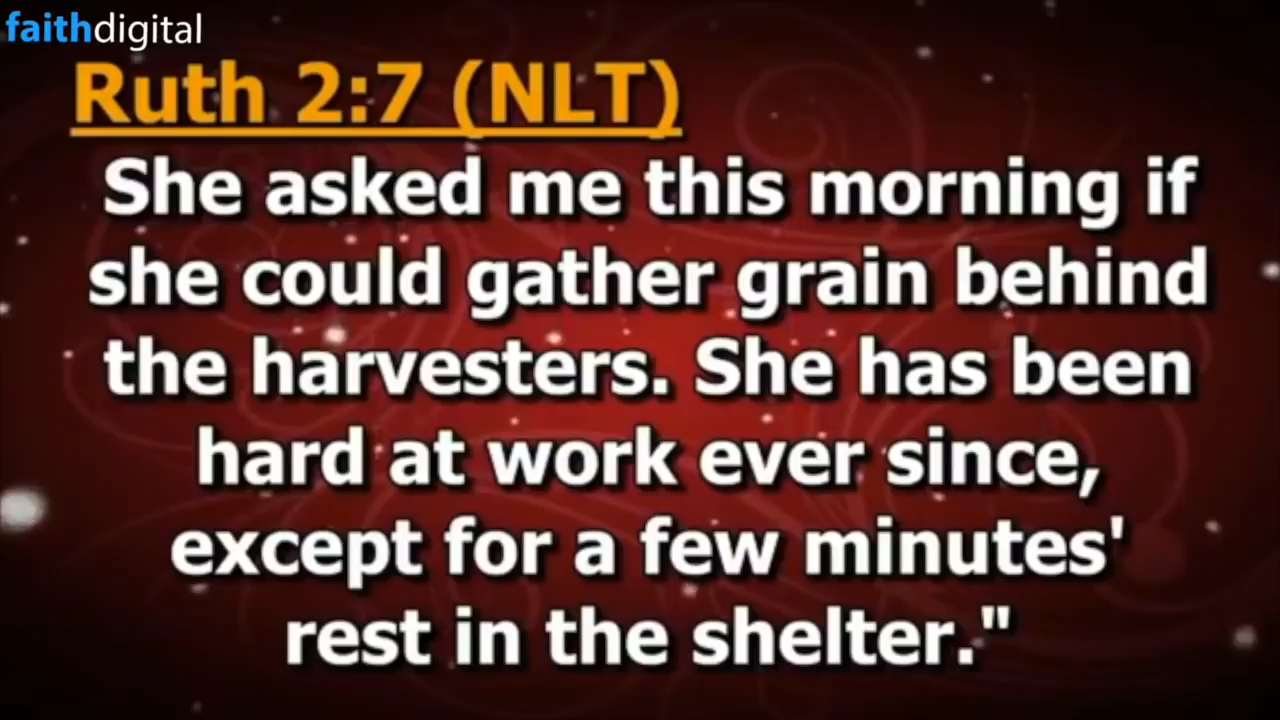 faithdigital
Ruth 2:7 (NLT)
She asked me this morning if
she could gather grain behind
the harvesters. She has been
hard at work ever since,
except for a few minutes'
rest in the shelter."